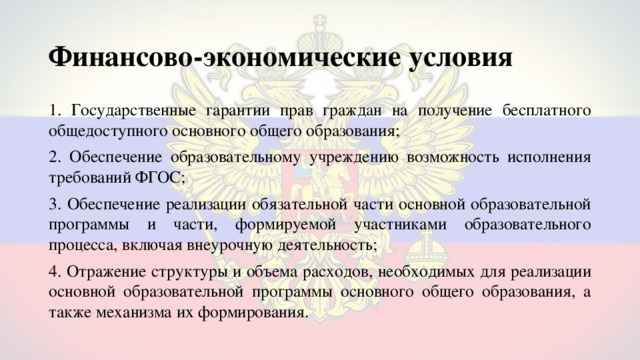 Финансово-экономические условия
1. Государственные гарантии прав граждан на получение бесплатного
общедоступного основного общего образования;
2. Обеспечение образовательному учреждению возможность исполнения
требований ФГОС;
3. Обеспечение реализации обязательной части основной образовательной
программы и части, формируемой участниками образовательного
процесса, включая внеурочную деятельность;
4. Отражение структуры и объема расходов, необходимых для реализации
основной образовательной программы основного общего образования, а
также механизма их формирования.